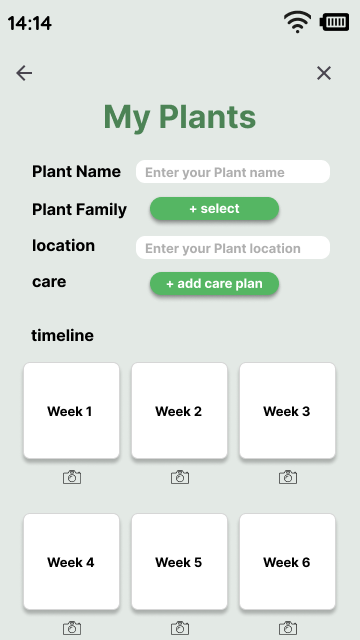 14:14
My Plants
Plant Name Enter your Plant name
Plant Family + select
location Enter your Plant location
care + add care plan
timeline
Week 1 Week 2 Week 3
Week 4 Week 5 Week 6